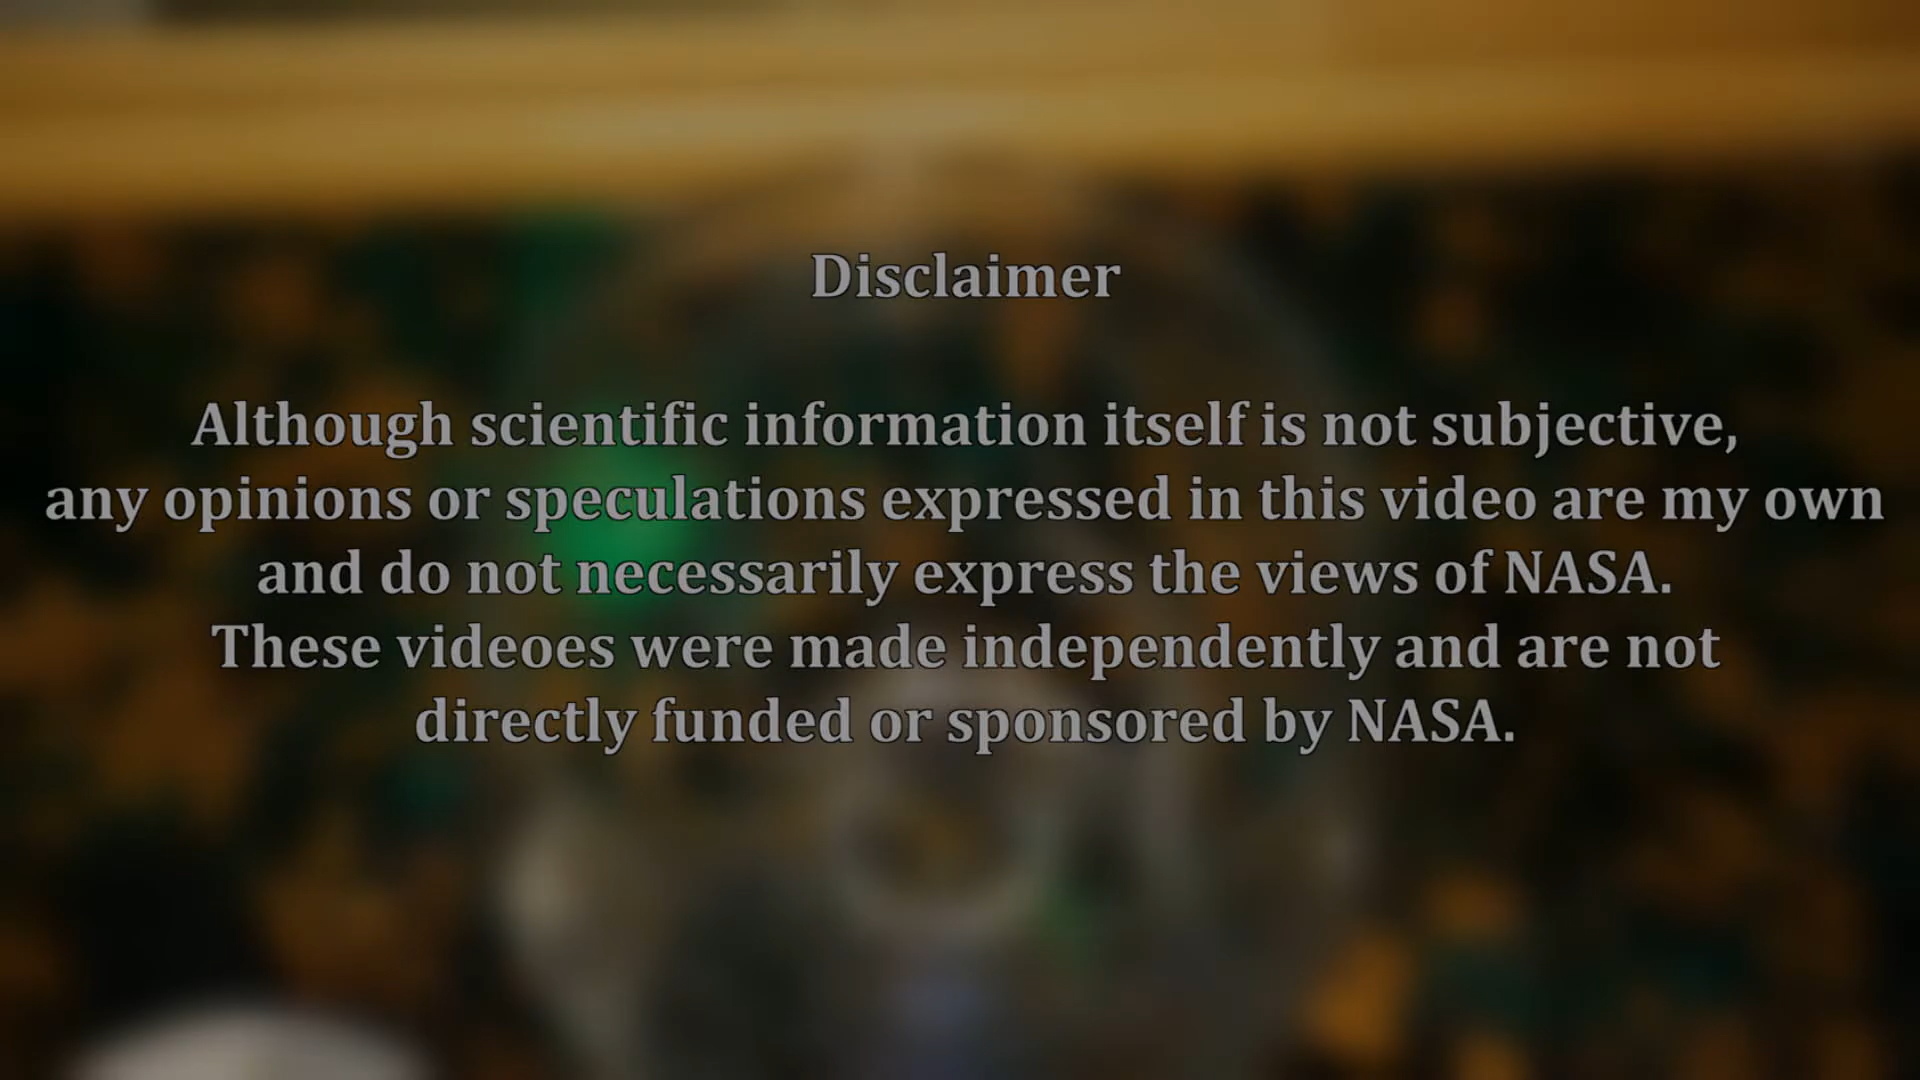 Disclaimer
Although scientific information itself is not subjective,
any opinions or speculations expressed in this video are my own
and do not necessarily express the views of NASA.
These videoes were made independently and are not
directly funded or sponsored by NASA.